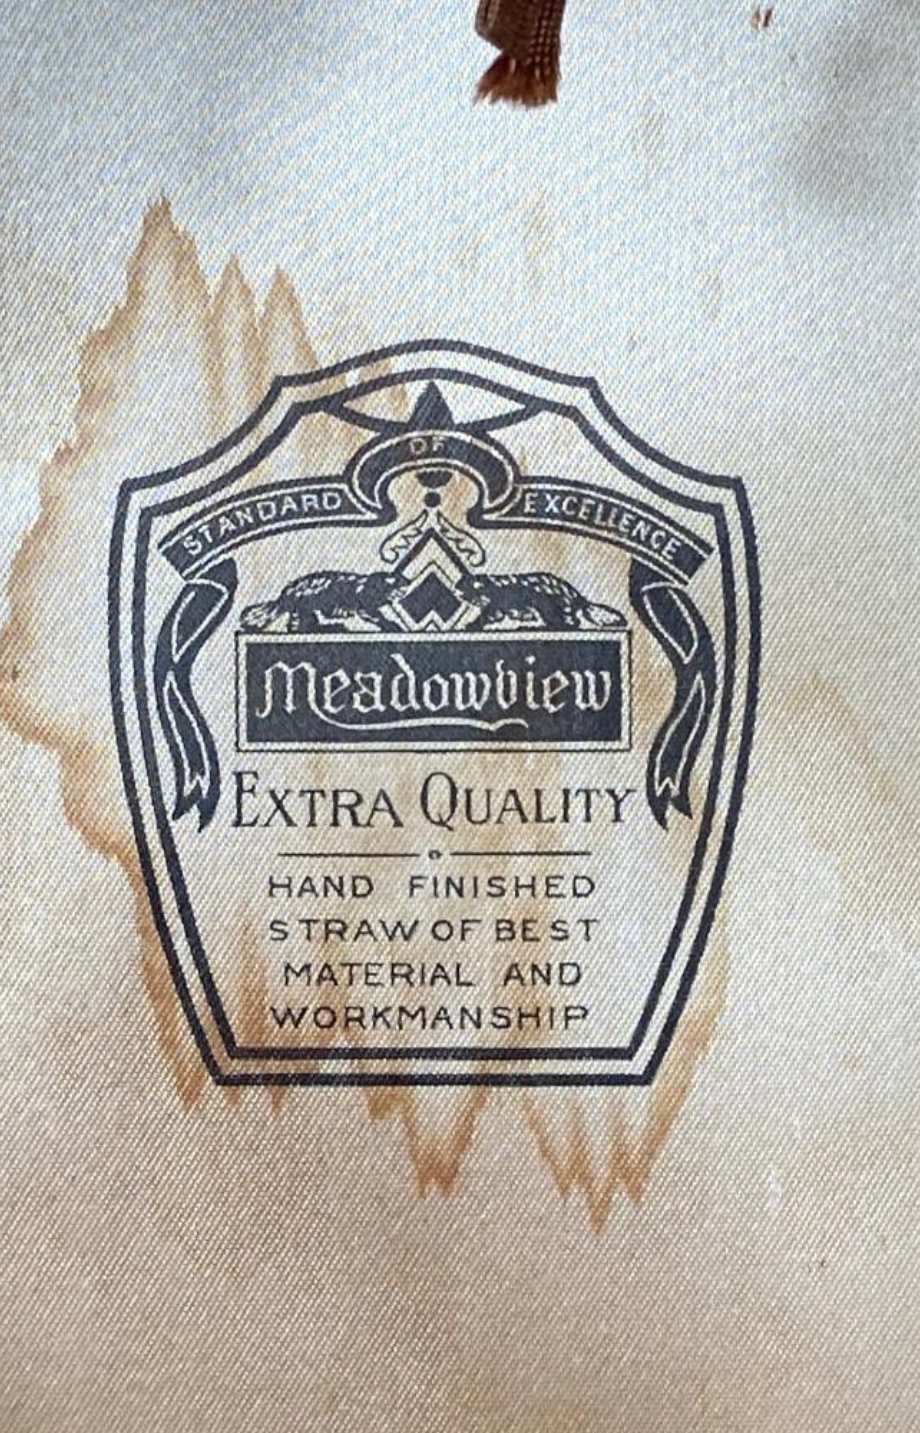 STANDARD OF EXCELLENCE
Meadowview
EXTRA QUALITY
HAND FINISHED
STRAW OF BEST
MATERIAL AND
WORKMANSHIP